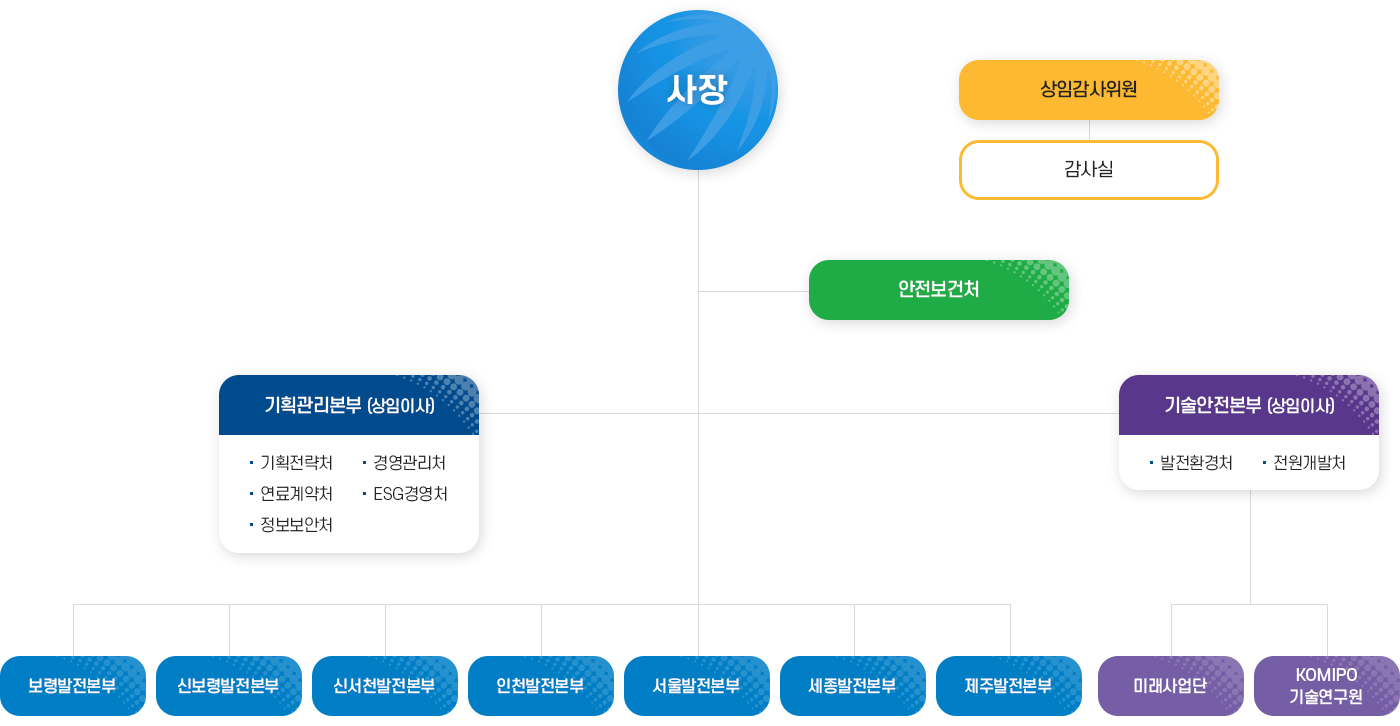 사장
상임감사위원
감사실
안전보건처
기획관리본부 (상임이사)
· 기획전략처
· 경영관리처
· 연료계약처
· ESG경영처
· 정보보안처
기술안전본부 (상임이사)
· 발전환경처
· 전원개발처
보령발전본부
신보령발전본부
신서천발전본부
인천발전본부
서울발전본부
세종발전본부
제주발전본부
미래사업단
KOMIPO
기술연구원